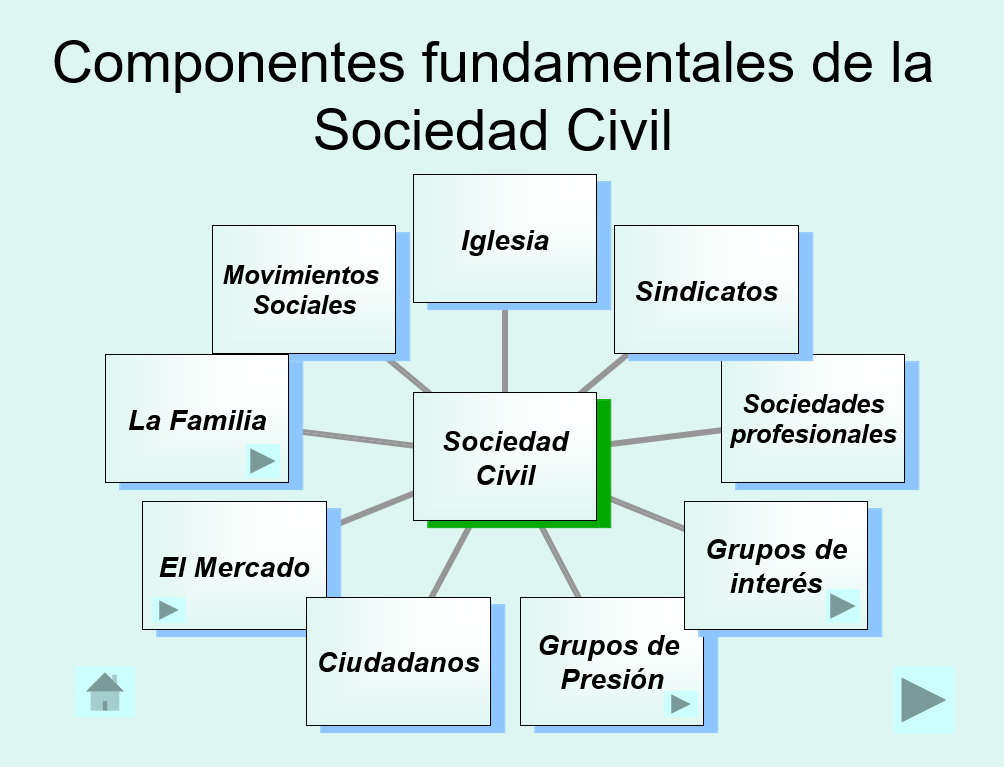 Componentes fundamentales de la
Sociedad Civil
Iglesia
Movimientos
Sociales
Sindicatos
La Familia
Sociedades
profesionales
Sociedad
Civil
El Mercado
Grupos de
interés
Ciudadanos
Grupos de
Presión